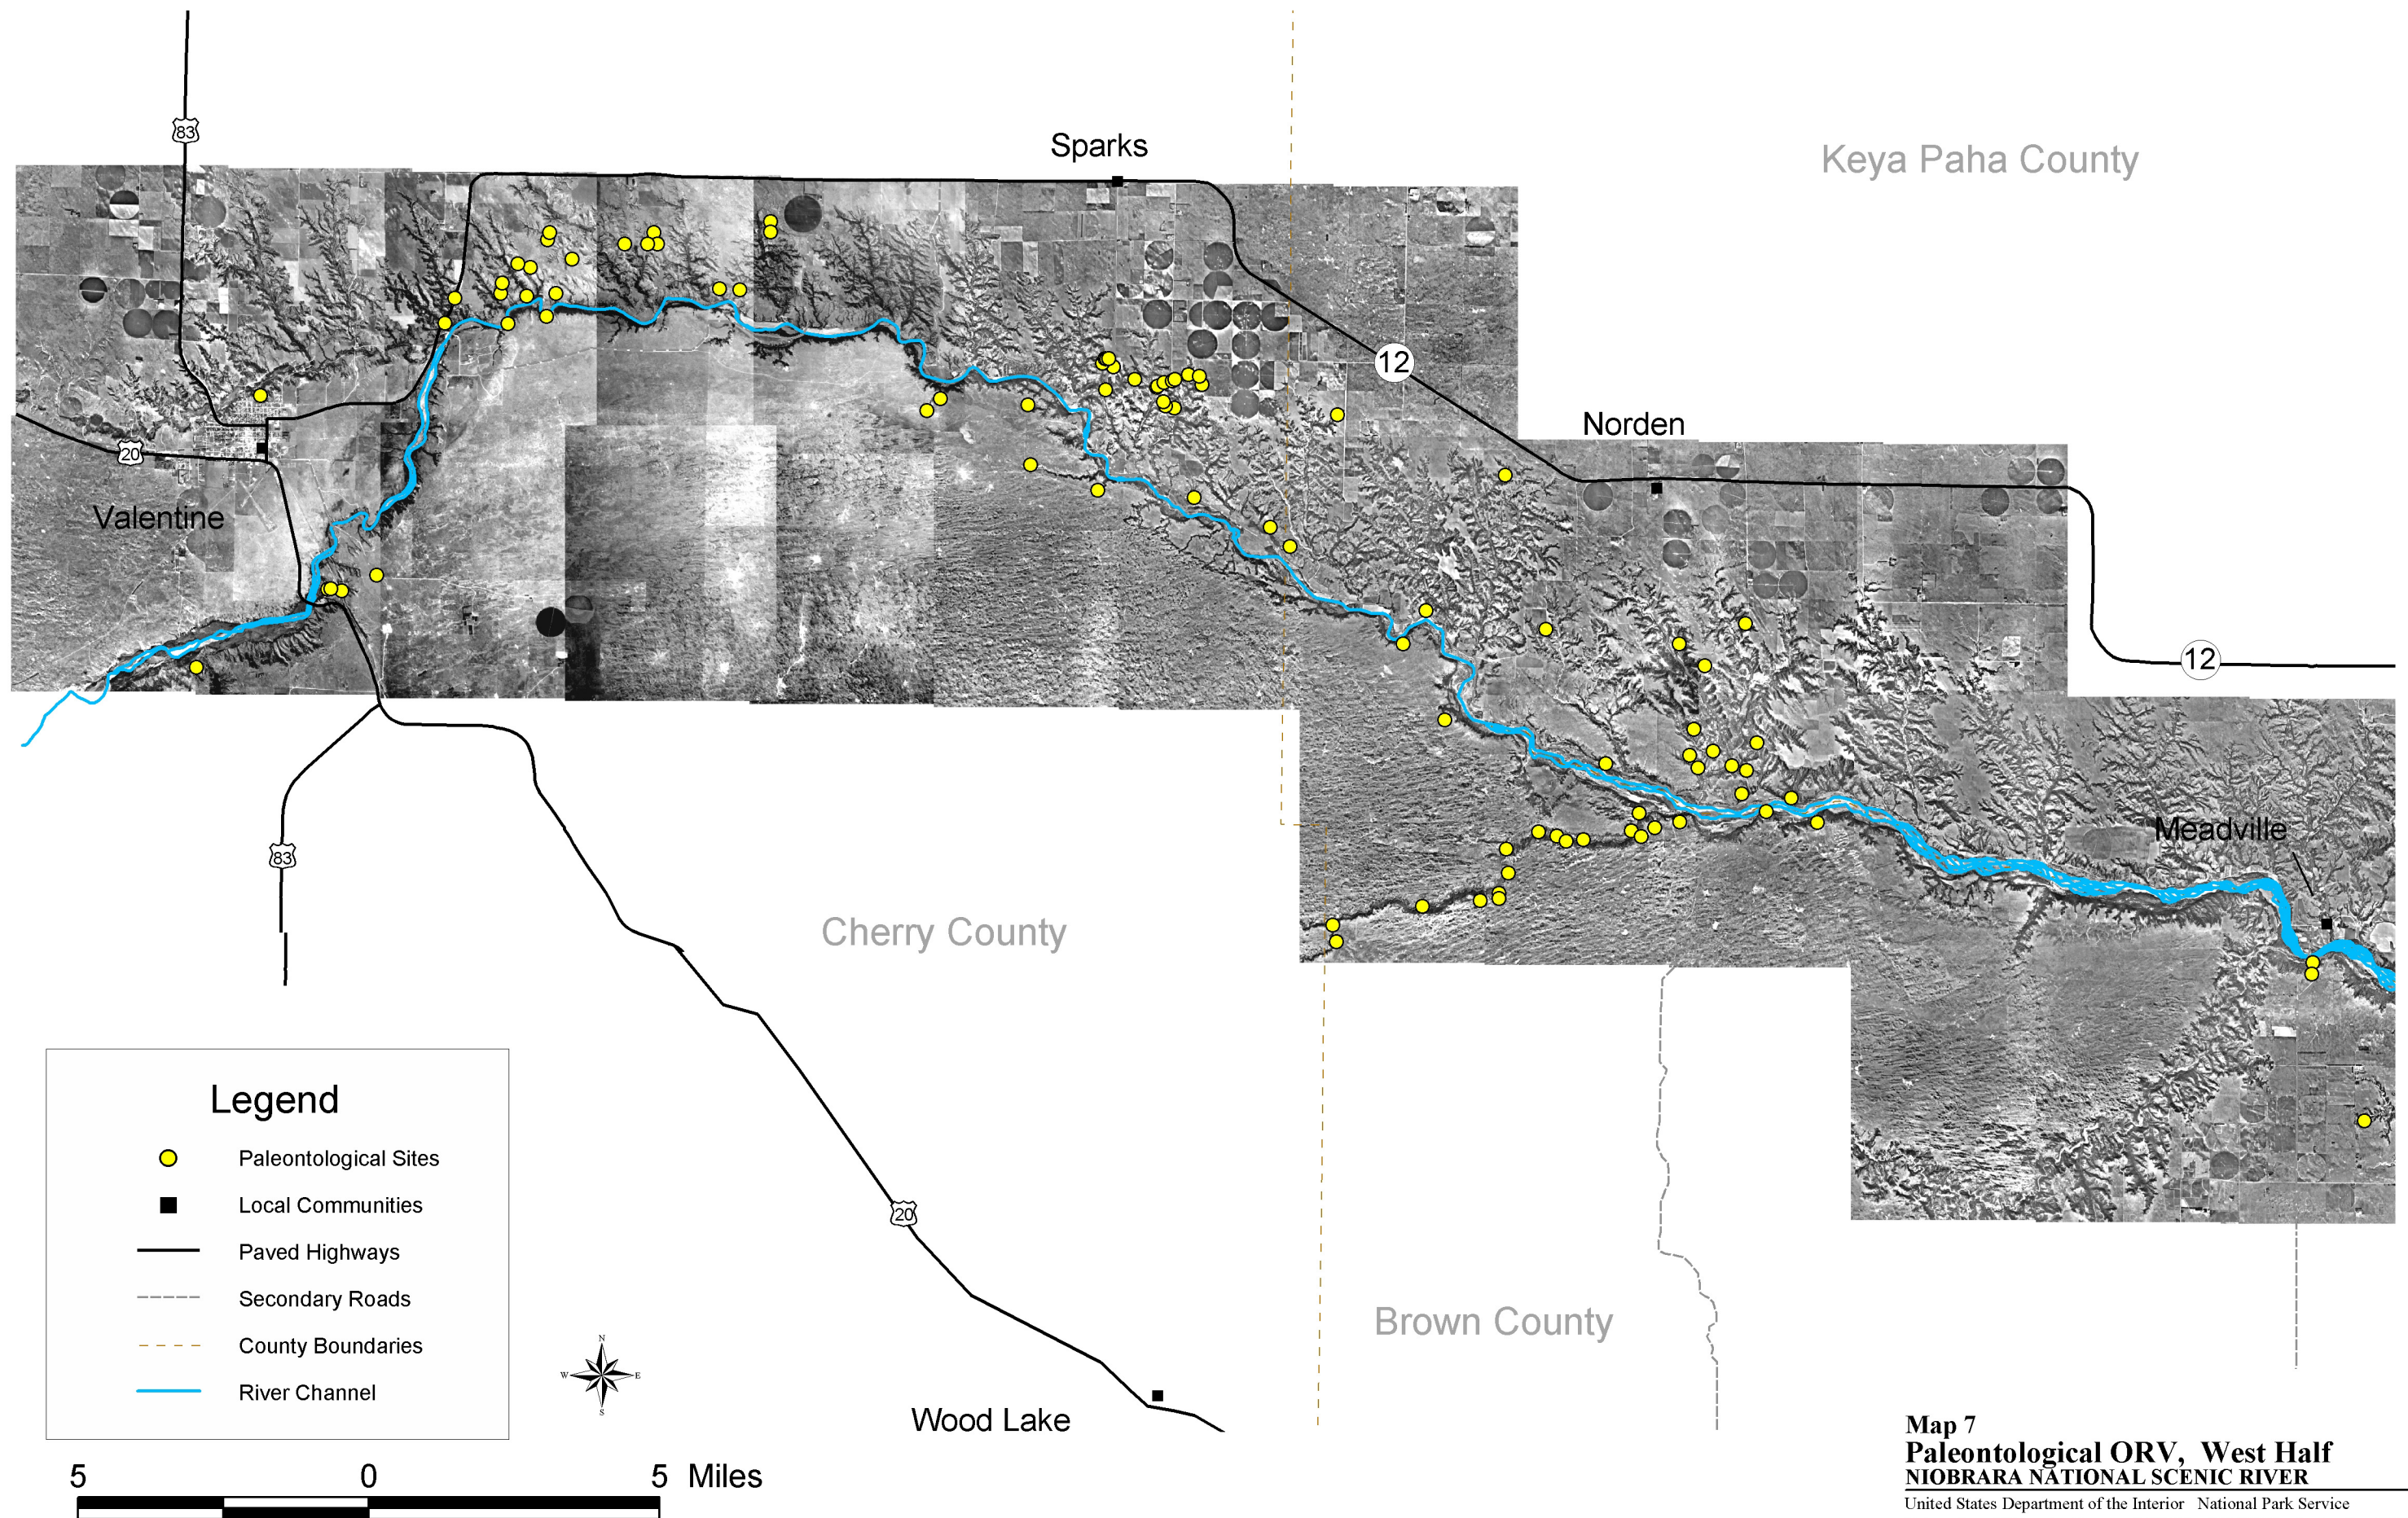 83
Sparks
Keya Paha County
12
Norden
20
Valentine
12
Meadville
83
Cherry County
20
Brown County
Wood Lake
Legend
Paleontological Sites
Local Communities
Paved Highways
Secondary Roads
County Boundaries
River Channel
N
W E
S
5 0 5 Miles
Map 7
Paleontological ORV, West Half
NIOBRARA NATIONAL SCENIC RIVER
United States Department of the Interior National Park Service